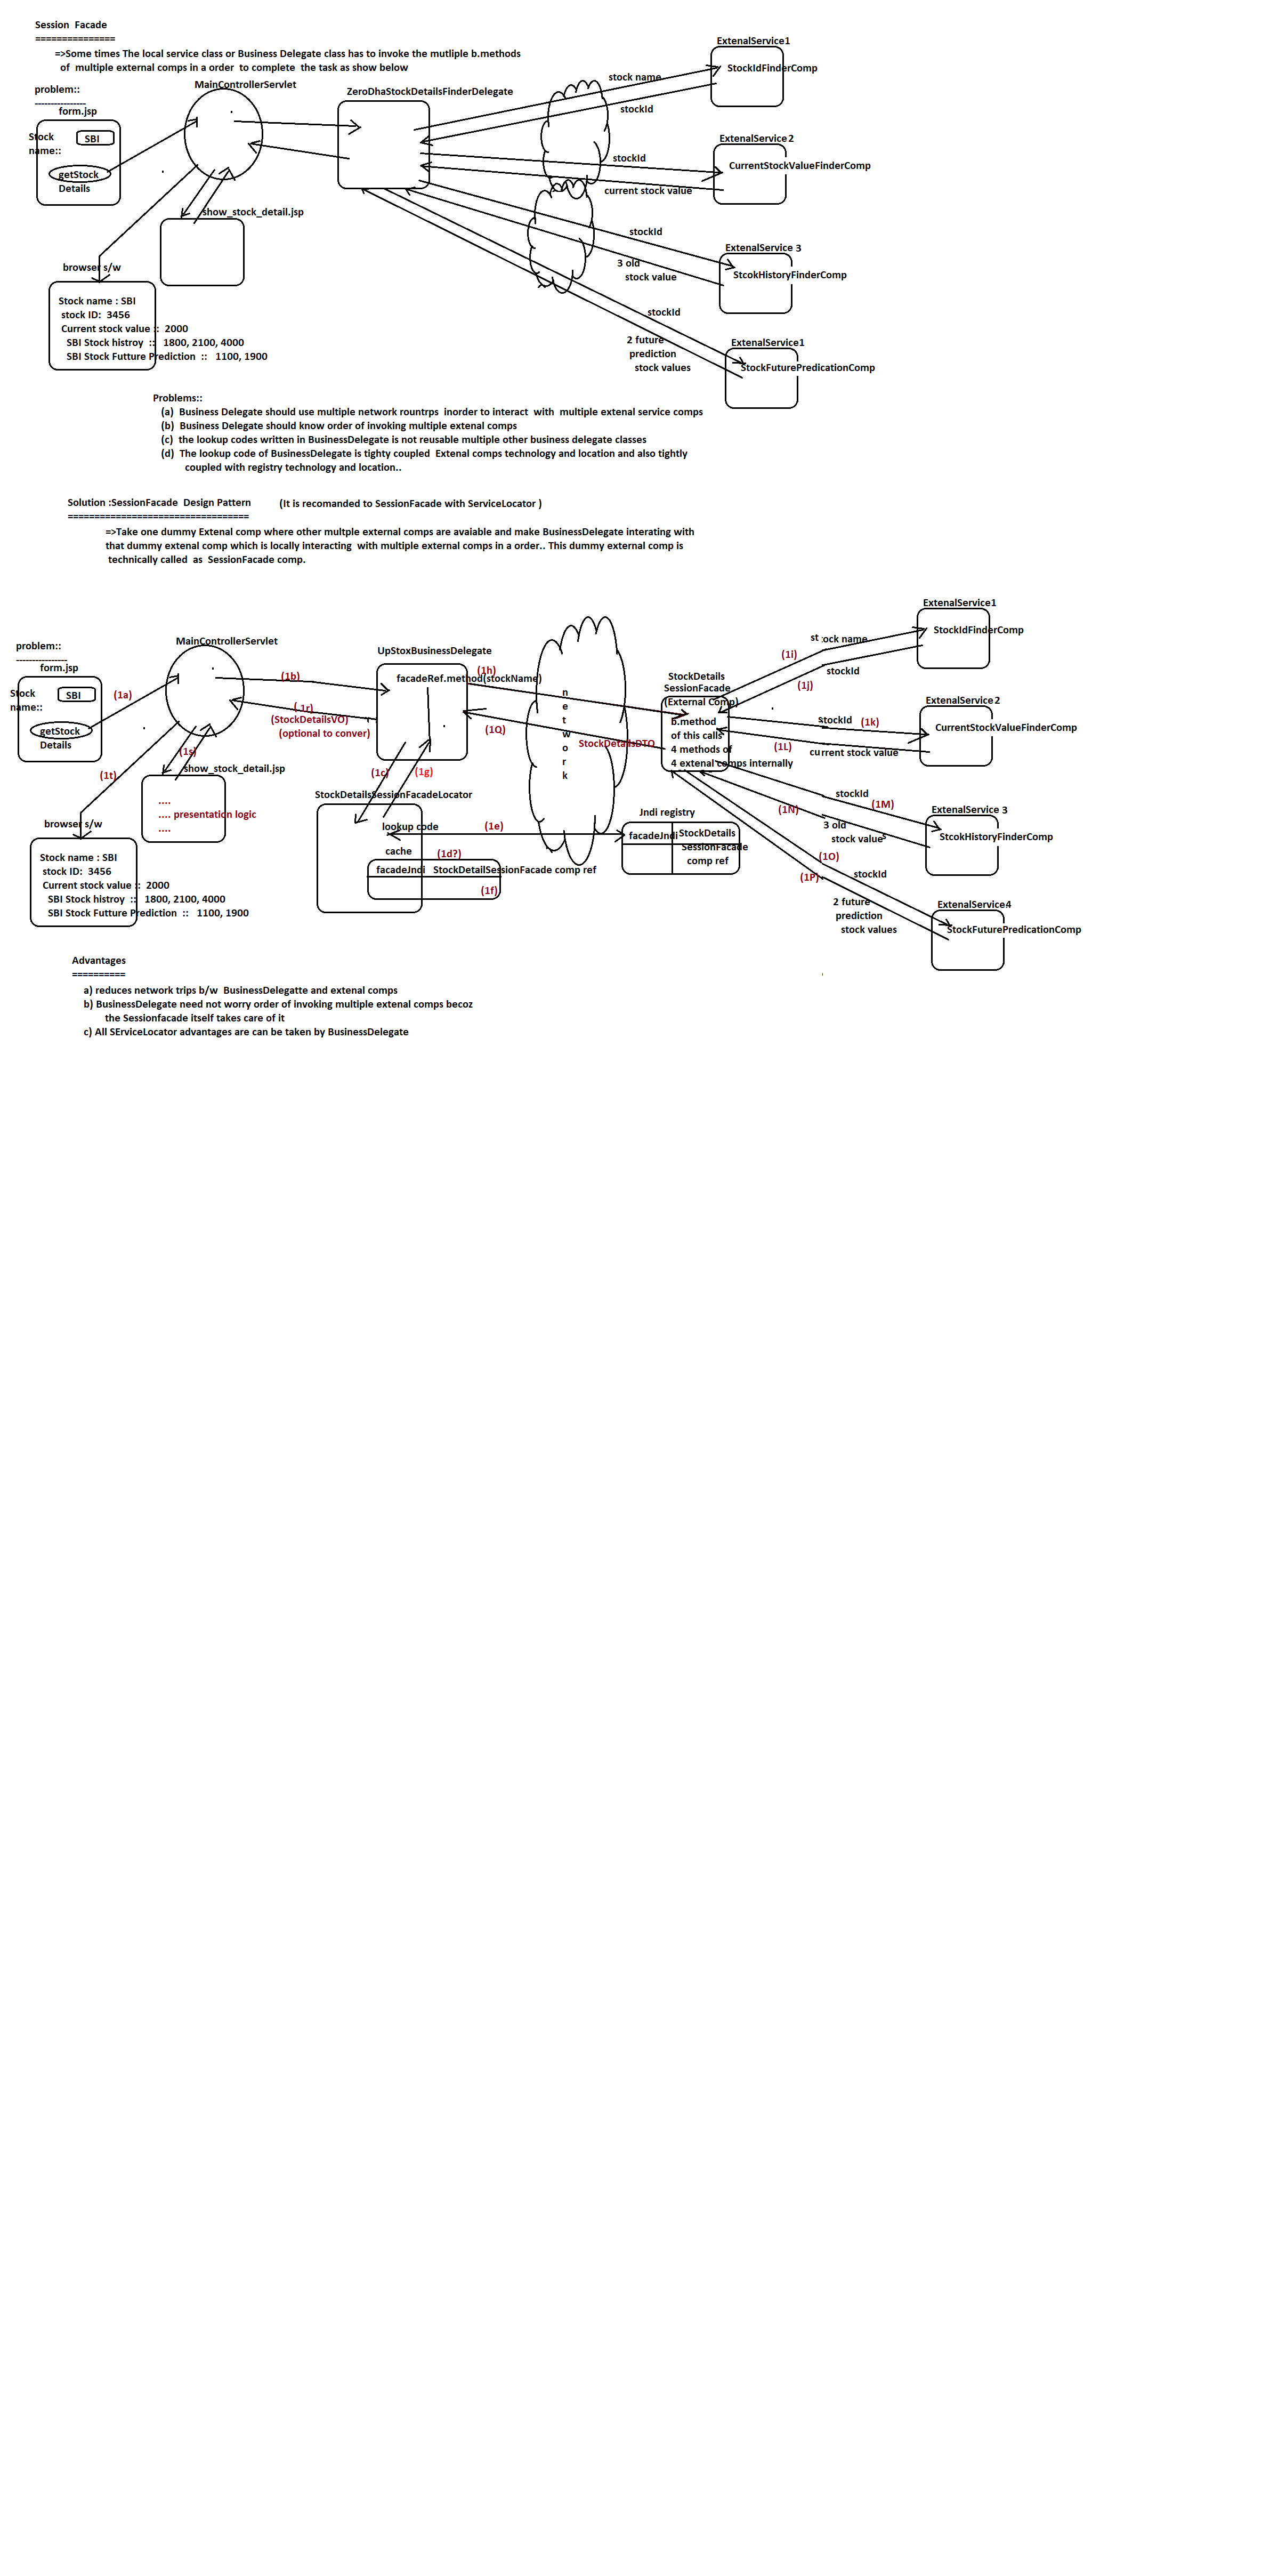 Session  Facade
===============
=>Some times The local service class or Business Delegate class has to invoke the mutliple b.methods
of  multiple external comps in a order  to complete  the task as show below
problem::
----------------
form.jsp
Stock
name::
SBI
getStock
Details
MainControllerServlet
ZeroDhaStockDetailsFinderDelegate
show_stock_detail.jsp
browser s/w
Stock name : SBI
stock ID:  3456
Current stock value ::  2000
SBI Stock histroy  ::   1800, 2100, 4000
SBI Stock Futture Prediction  ::   1100, 1900
stock name
stockId
stockId
current stock value
stockId
3 old
stock value
stockId
2 future
prediction
stock values
ExtenalService1
StockIdFinderComp
ExtenalService2
CurrentStockValueFinderComp
ExtenalService 3
StcokHistoryFinderComp
ExtenalService1
StockFuturePredicationComp
Problems::
(a)  Business Delegate should use multiple network rountrps  inorder to interact  with  multiple extenal service comps
(b)  Business Delegate should know order of invoking multiple extenal comps
(c)  the lookup codes written in BusinessDelegate is not reusable multiple other business delegate classes
(d)  The lookup code of BusinessDelegate is tighty coupled  Extenal comps technology and location and also tightly
coupled with registry technology and location..
Solution :SessionFacade  Design Pattern          (It is recomanded to SessionFacade with ServiceLocator )
==================================
=>Take one dummy Extenal comp where other multple external comps are avaiable and make BusinessDelegate interating with
that dummy extenal comp which is locally interacting  with multiple external comps in a order.. This dummy external comp is
technically called  as  SessionFacade comp.
problem::
----------------
form.jsp
Stock
name::
SBI
getStock
Details
(1a)
MainControllerServlet
(1b)
(1r)
(StockDetailsVO)
(optional to conver)
(1s)
(1t)
show_stock_detail.jsp
....
.... presentation logic
....
browser s/w
Stock name : SBI
stock ID:  3456
Current stock value ::  2000
SBI Stock histroy  ::   1800, 2100, 4000
SBI Stock Futture Prediction  ::   1100, 1900
UpStoxBusinessDelegate
facadeRef.method(stockName)
(1h)
(1Q)
(1c)
(1g)
StockDetailsSessionFacadeLocator
lookup code
(1e)
cache
(1d?)
facadeJndi   StockDetailSessionFacade comp ref
(1f)
n
e
t
w
o
r
k
StockDetailsDTO
StockDetails
SessionFacade
(External Comp)
b.method
of this calls
4 methods of
4 extenal comps internally
Jndi registry
facadeJndi
StockDetails
SessionFacade
comp ref
(1i)
st ock name
stockId
(1j)
stockId
(1k)
(1L)
current stock value
stockId
(1M)
(1N)
3 old
stock values
(1O)
(1P)
stockId
2 future
prediction
stock values
ExtenalService1
StockIdFinderComp
ExtenalService2
CurrentStockValueFinderComp
ExtenalService 3
StcokHistoryFinderComp
ExtenalService4
StockFuturePredicationComp
Advantages
==========
a) reduces network trips b/w  BusinessDelegatte and extenal comps
b) BusinessDelegate need not worry order of invoking multiple extenal comps becoz
the Sessionfacade itself takes care of it
c) All SErviceLocator advantages are can be taken by BusinessDelegate